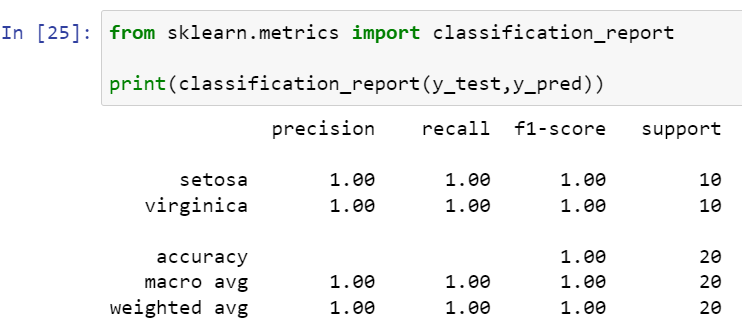 In [25]: from sklearn.metrics import classification_report
print(classification_report(y_test,y_pred))
precision recall f1-score support
setosa 1.00 1.00 1.00 10
virginica 1.00 1.00 1.00 10
accuracy 1.00 20
macro avg 1.00 1.00 1.00 20
weighted avg 1.00 1.00 1.00 20